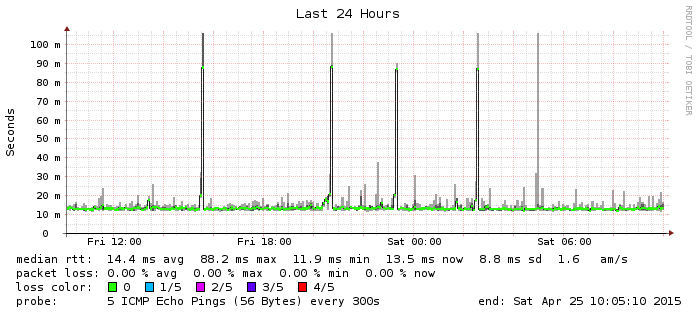 Last 24 Hours
RRDTOOL / TOBI OETIKER
Seconds
100 m
90 m
80 m
70 m
60 m
50 m
40 m
30 m
20 m
10 m
0
Fri 12:00 Fri 18:00 Sat 00:00 Sat 06:00
median rtt: 14.4 ms avg 88.2 ms max 11.9 ms min 13.5 ms now 8.8 ms sd 1.6 am/s
packet loss: 0.00 % avg 0.00 % max 0.00 % min 0.00 % now
loss color: 0 1/5 2/5 3/5 4/5
probe: 5 ICMP Echo Pings (56 Bytes) every 300s end: Sat Apr 25 10:05:10 2015